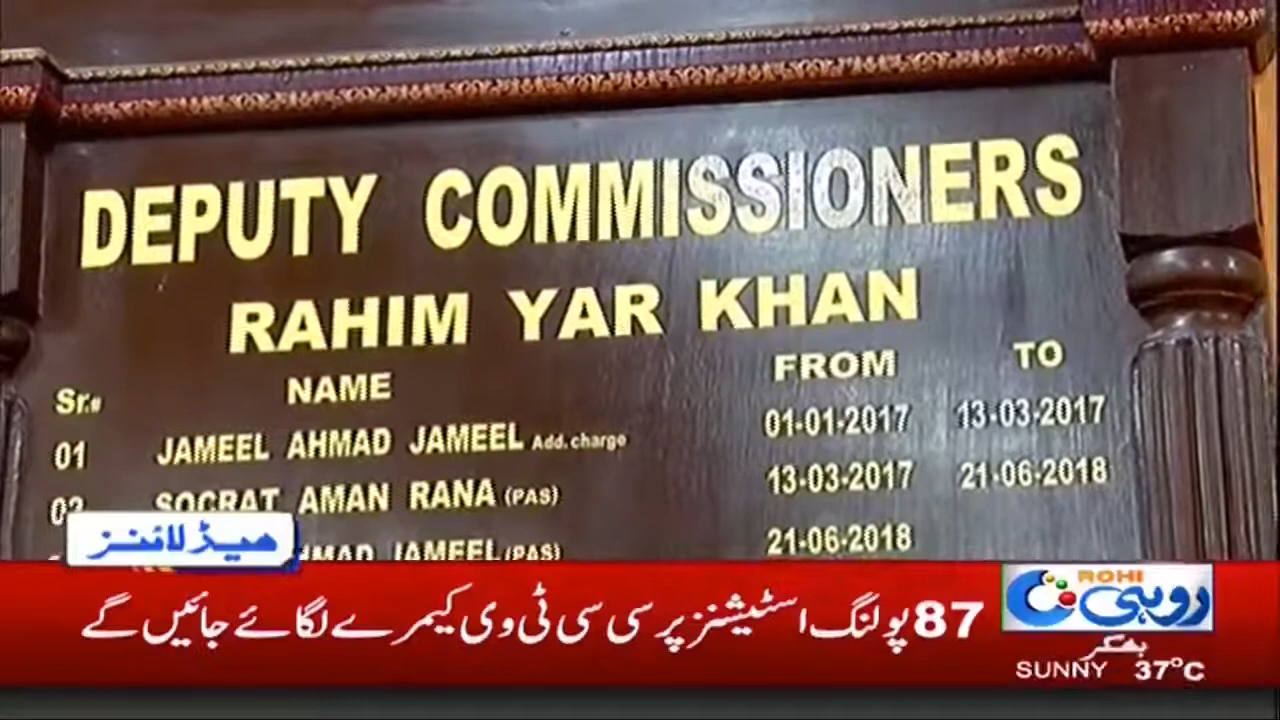 DEPUTY COMMISSIONERS
RAHIM YAR KHAN
Sr.# NAME FROM TO
01 JAMEEL AHMAD JAMEEL Add. charge 01-01-2017 13-03-2017
02 SOCRAT AMAN RANA (PAS) 13-03-2017 21-06-2018
JAMEEL (PAS) 21-06-2018
ہیڈلائنز
87 پولنگ اسٹیشنز پر سی سی ٹی وی کیمرے لگائے جائیں گے
ROHI
روہی
بھکر
SUNNY 37°C